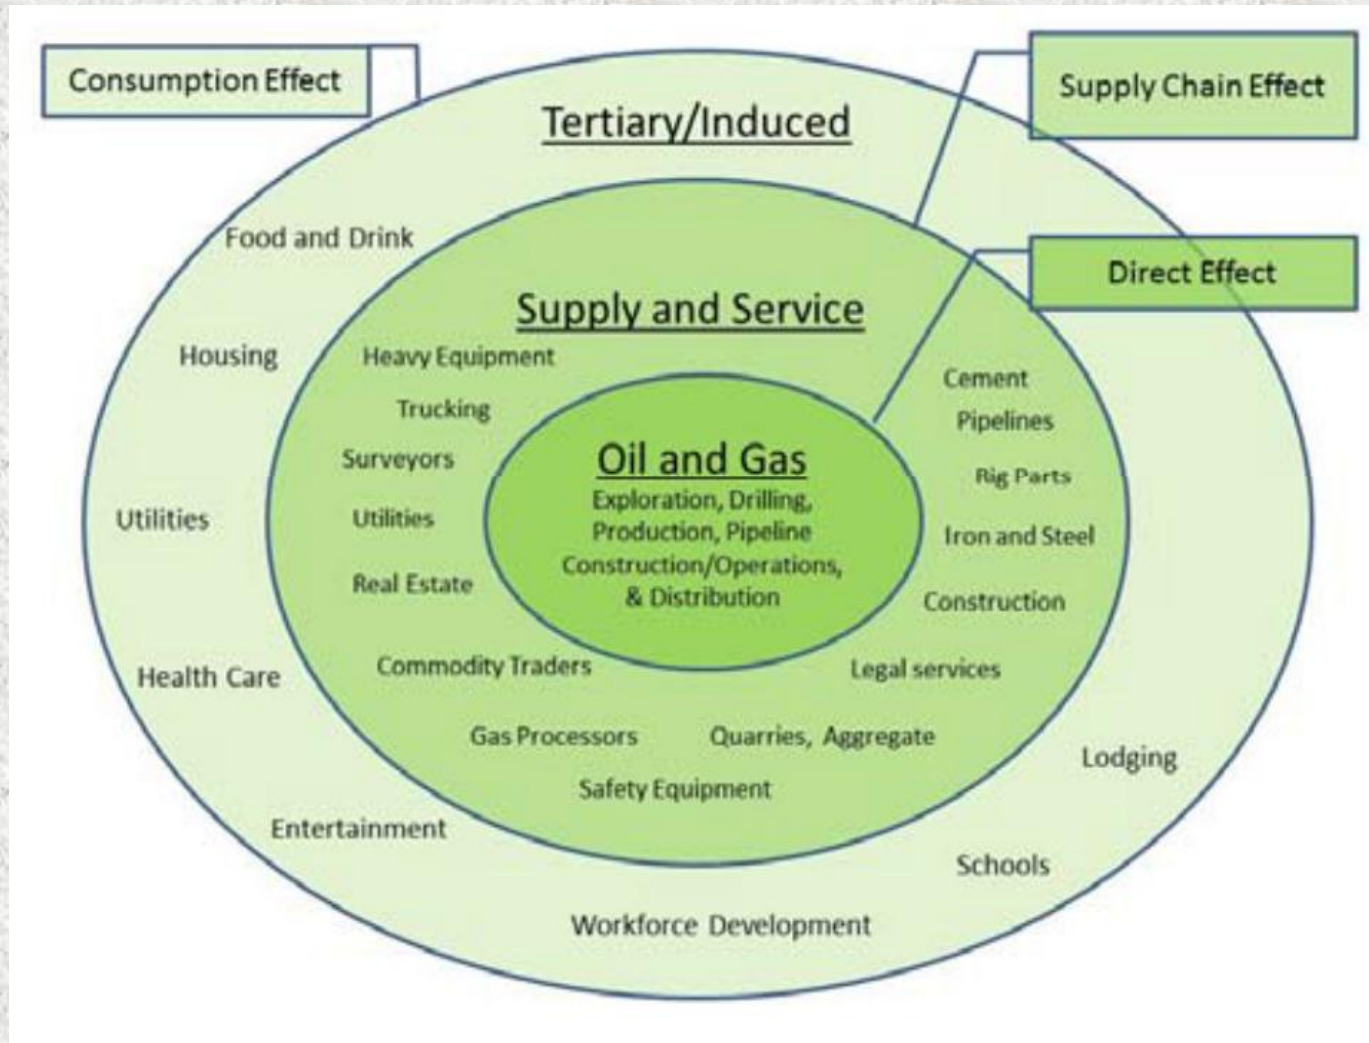 Consumption Effect
Supply Chain Effect
Tertiary/Induced
Direct Effect
Food and Drink
Housing
Utilities
Health Care
Entertainment
Workforce Development
Schools
Lodging
Supply and Service
Heavy Equipment
Trucking
Surveyors
Utilities
Real Estate
Commodity Traders
Gas Processors
Safety Equipment
Quarries, Aggregate
Legal services
Construction
Iron and Steel
Rig Parts
Pipelines
Cement
Oil and Gas
Exploration, Drilling,
Production, Pipeline
Construction/Operations,
& Distribution